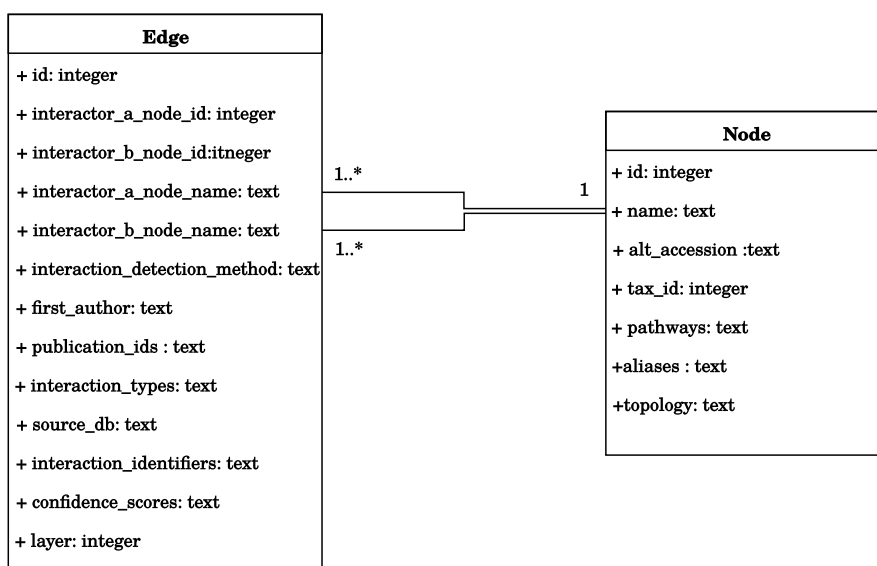 Edge
+ id: integer
+ interactor_a_node_id: integer
+ interactor_b_node_id:itneger
+ interactor_a_node_name: text
+ interactor_b_node_name: text
+ interaction_detection_method: text
+ first_author: text
+ publication_ids : text
+ interaction_types: text
+ source_db: text
+ interaction_identifiers: text
+ confidence_scores: text
+ layer: integer
1..*
1..*
1
Node
+ id: integer
+ name: text
+ alt_accession :text
+ tax_id: integer
+ pathways: text
+aliases : text
+topology: text